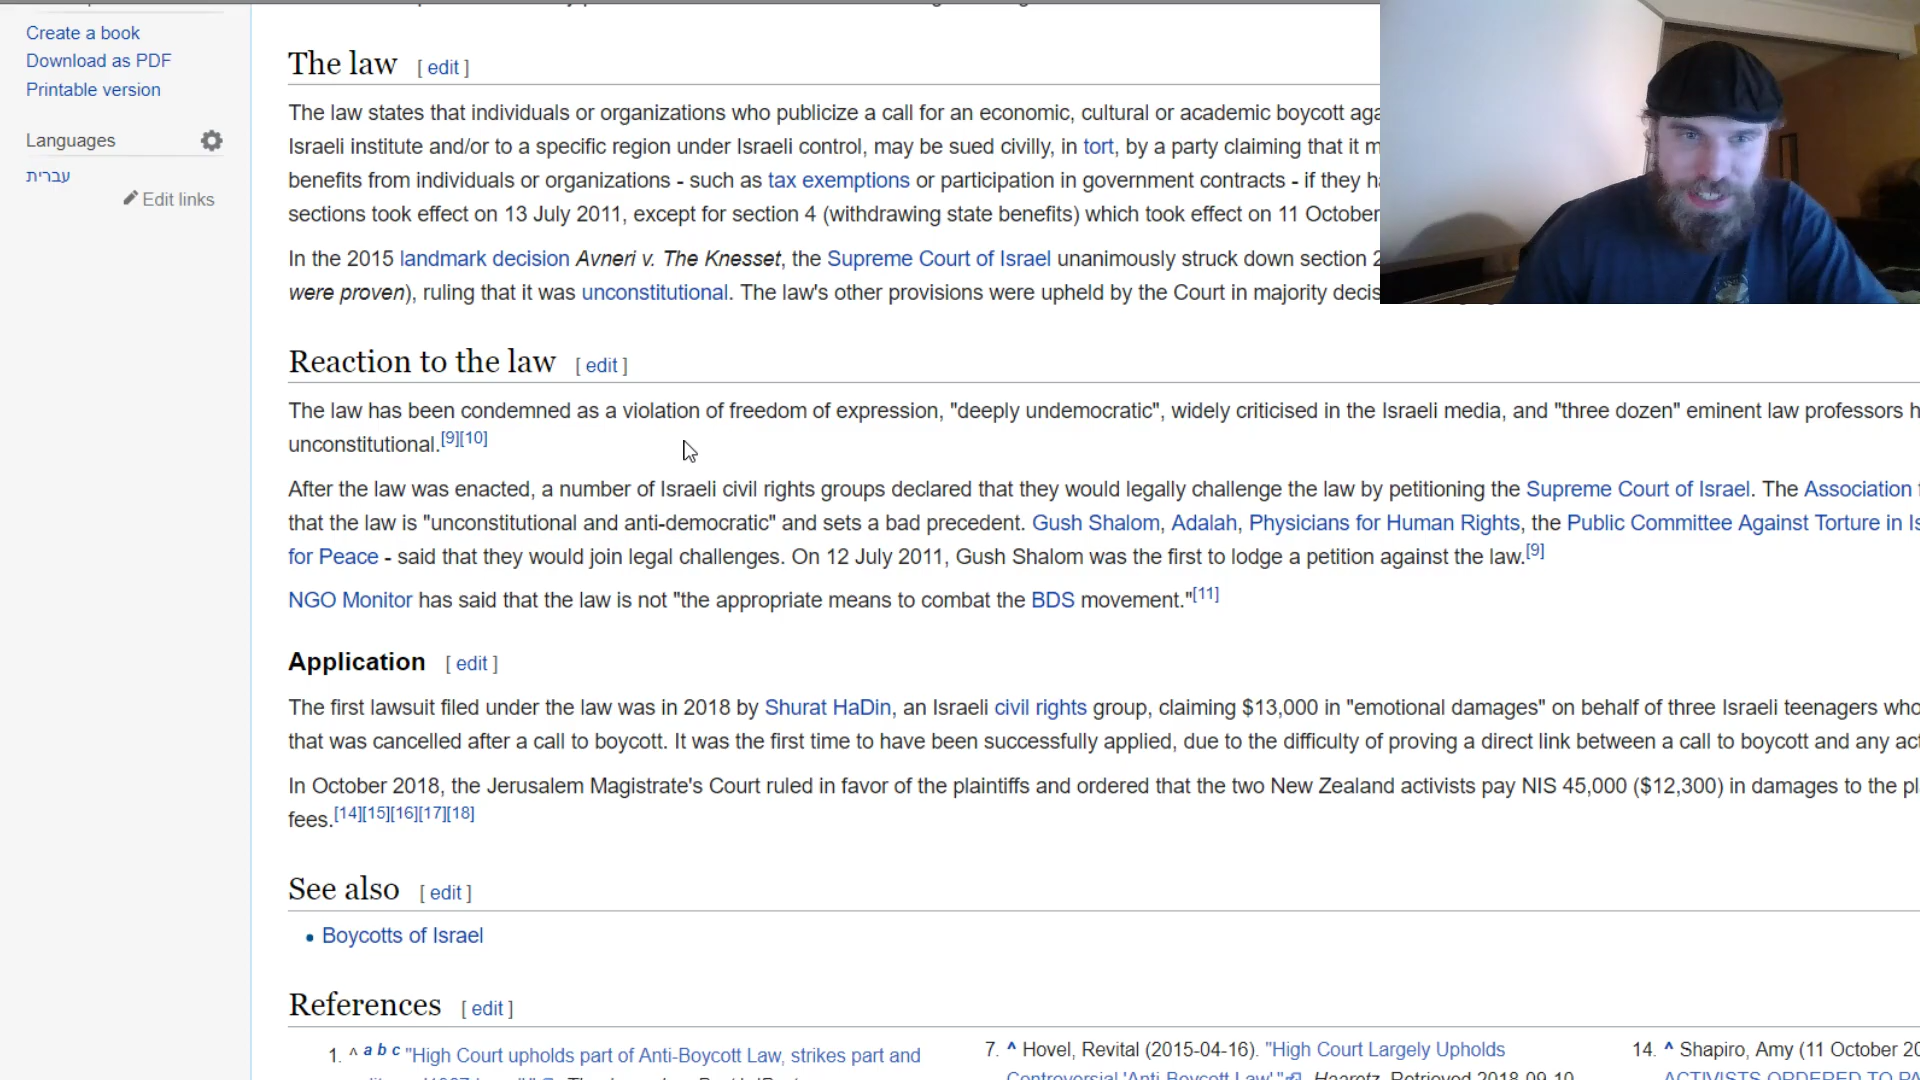 Create a book
Download as PDF
Printable version
Languages
עברית
Edit links
The law [ edit ]
The law states that individuals or organizations who publicize a call for an economic, cultural or academic boycott aga
Israeli institute and/or to a specific region under Israeli control, may be sued civilly, in tort, by a party claiming that it m
benefits from individuals or organizations - such as tax exemptions or participation in government contracts - if they ha
sections took effect on 13 July 2011, except for section 4 (withdrawing state benefits) which took effect on 11 October
In the 2015 landmark decision Avneri v. The Knesset, the Supreme Court of Israel unanimously struck down section 2
were proven), ruling that it was unconstitutional. The law's other provisions were upheld by the Court in majority decis
Reaction to the law [ edit ]
The law has been condemned as a violation of freedom of expression, "deeply undemocratic", widely criticised in the Israeli media, and "three dozen" eminent law professors h
unconstitutional.[9][10]
After the law was enacted, a number of Israeli civil rights groups declared that they would legally challenge the law by petitioning the Supreme Court of Israel. The Association f
that the law is "unconstitutional and anti-democratic" and sets a bad precedent. Gush Shalom, Adalah, Physicians for Human Rights, the Public Committee Against Torture in Is
for Peace - said that they would join legal challenges. On 12 July 2011, Gush Shalom was the first to lodge a petition against the law.[9]
NGO Monitor has said that the law is not "the appropriate means to combat the BDS movement."[11]
Application [ edit ]
The first lawsuit filed under the law was in 2018 by Shurat HaDin, an Israeli civil rights group, claiming $13,000 in "emotional damages" on behalf of three Israeli teenagers who
that was cancelled after a call to boycott. It was the first time to have been successfully applied, due to the difficulty of proving a direct link between a call to boycott and any act
In October 2018, the Jerusalem Magistrate's Court ruled in favor of the plaintiffs and ordered that the two New Zealand activists pay NIS 45,000 ($12,300) in damages to the pl
fees.[14][15][16][17][18]
See also [ edit ]
• Boycotts of Israel
References [ edit ]
1. ^ a b c "High Court upholds part of Anti-Boycott Law, strikes part and
7. ^ Hovel, Revital (2015-04-16). "High Court Largely Upholds
Controversial 'Anti-Boycott Law'". Haaretz. Retrieved 2018-09-10.
14. ^ Shapiro, Amy (11 October 20
ACTIVISTS ORDERED TO PA